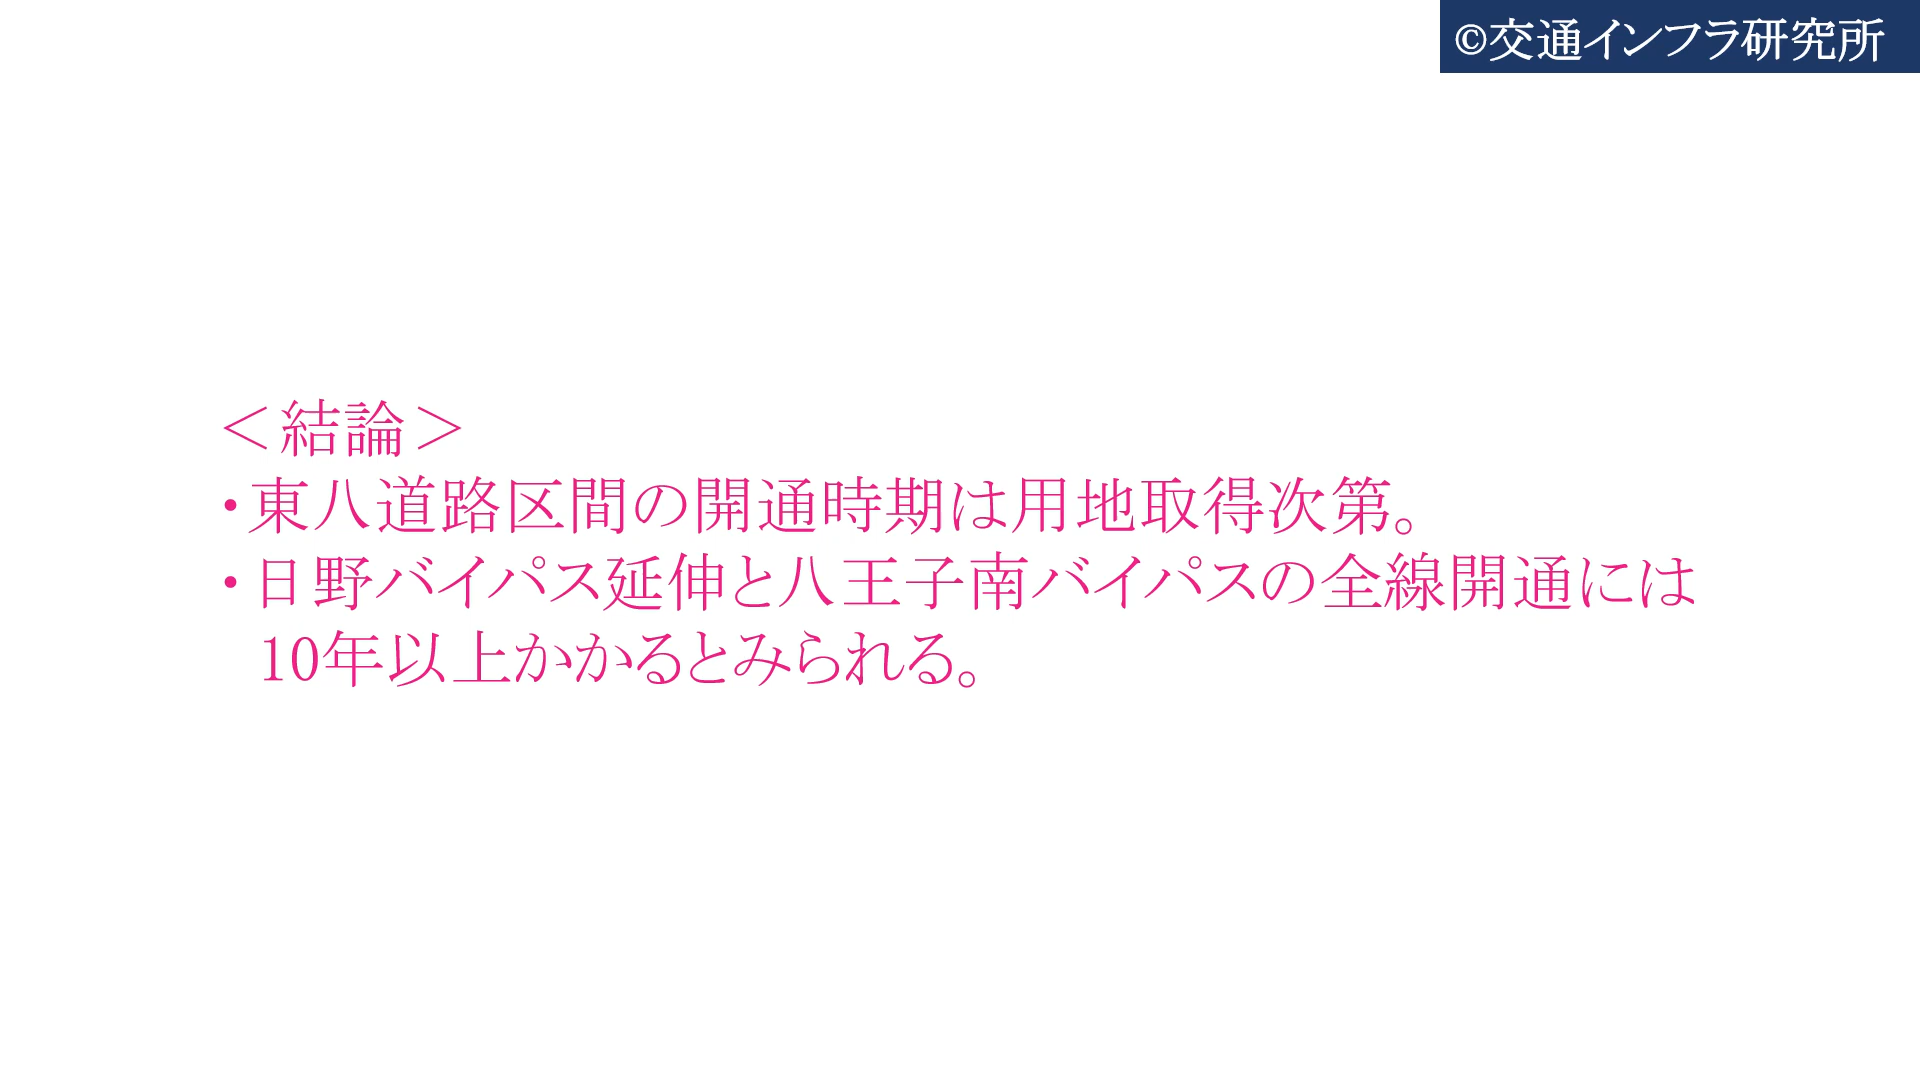 ©交通インフラ研究所
＜結論＞
・東八道路区間の開通時期は用地取得次第。
・日野バイパス延伸と八王子南バイパスの全線開通には
10年以上かかるとみられる。